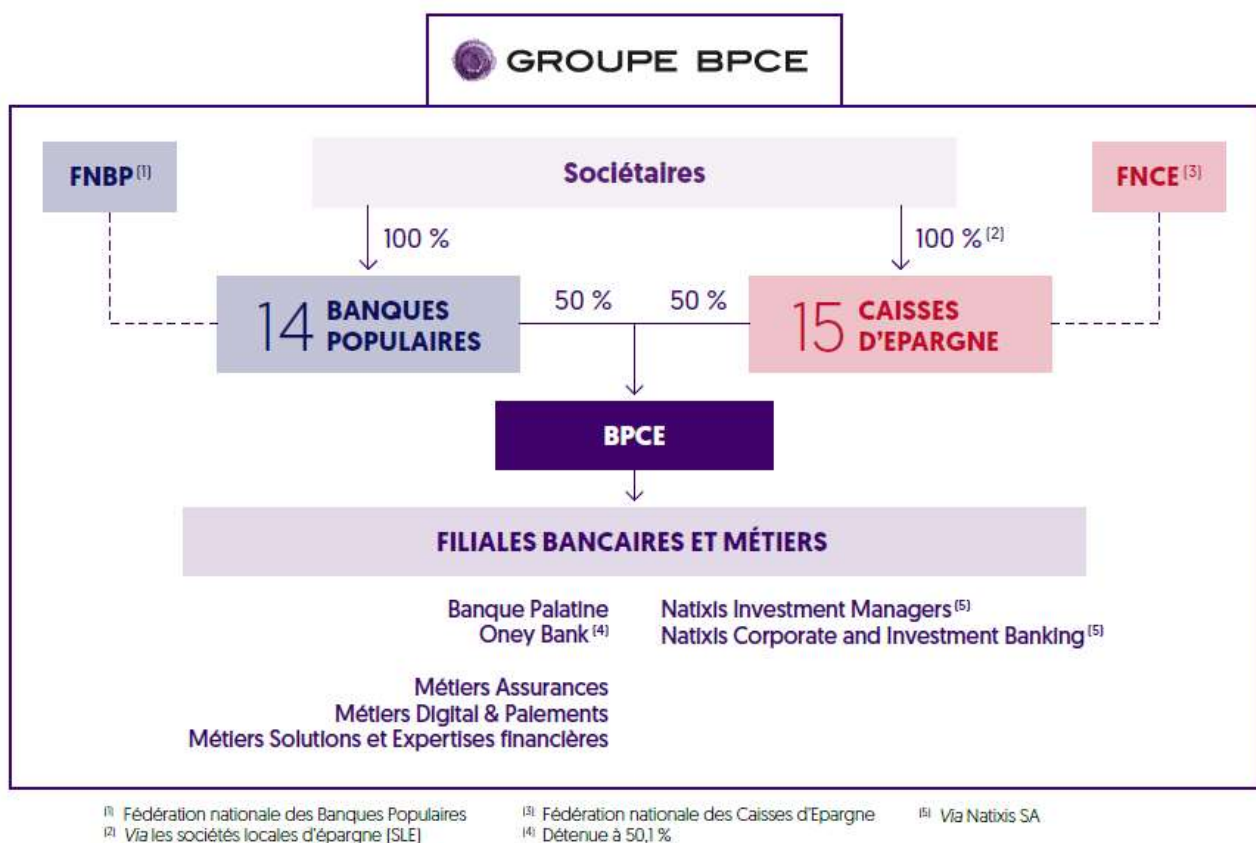 GROUPE BPCE
FNBP (1)
Sociétaires
FNCE (3)
100 %
100 % (2)
14 BANQUES
POPULAIRES
50 %
50 %
15 CAISSES
D'EPARGNE
BPCE
FILIALES BANCAIRES ET MÉTIERS
Banque Palatine
Oney Bank (4)
Natixis Investment Managers (5)
Natixis Corporate and Investment Banking (5)
Métiers Assurances
Métiers Digital & Paiements
Métiers Solutions et Expertises financières
(1) Fédération nationale des Banques Populaires
(2) Via les sociétés locales d'épargne (SLE)
(3) Fédération nationale des Caisses d'Epargne
(4) Détenue à 50,1 %
(5) Via Natixis SA